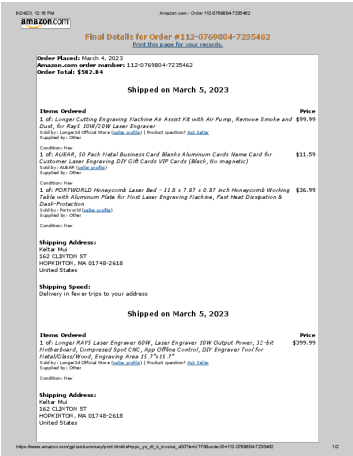 9/24/23, 12:16 PM
Amazon.com - Order 112-0769804-7235462
amazon.com
Final Details for Order #112-0769804-7235462
Print this page for your records.
Order Placed: March 4, 2023
Amazon.com order number: 112-0769804-7235462
Order Total: $582.84
Shipped on March 5, 2023
Items Ordered Price
1 of: Longer Cutting Engraving Machine Air Assist Kit with Air Pump, Remove Smoke and $99.99
Dust, for Ray5 10W/20W Laser Engraver
Sold by: Longer3d Official Store (seller profile) | Product question? Ask Seller
Supplied by: Other
Condition: New
1 of: AUEAR, 50 Pack Metal Business Card Blanks Aluminum Cards Name Card for $11.59
Customer Laser Engraving DIY Gift Cards VIP Cards (Black, No magnetic)
Sold by: AUEAR (seller profile)
Supplied by: Other
Condition: New
1 of: PORTWORLD Honeycomb Laser Bed - 11.8 x 7.87 x 0.87 inch Honeycomb Working $36.99
Table with Aluminum Plate for Most Laser Engraving Machine, Fast Heat Dissipation &
Desk-Protection
Sold by: Portworld (seller profile)
Supplied by: Other
Condition: New
Shipping Address:
Keltar Mui
162 CLINTON ST
HOPKINTON, MA 01748-2618
United States
Shipping Speed:
Delivery in fewer trips to your address
Shipped on March 5, 2023
Items Ordered Price
1 of: Longer RAY5 Laser Engraver 60W, Laser Engraver 10W Output Power, 32-bit $399.99
Motherboard, Compressed Spot CNC, App Offline Control, DIY Engraver Tool for
Metal/Glass/Wood, Engraving Area 15.7"x15.7"
Sold by: Longer3d Official Store (seller profile) | Product question? Ask Seller
Supplied by: Other
Condition: New
Shipping Address:
Keltar Mui
162 CLINTON ST
HOPKINTON, MA 01748-2618
United States
1/2